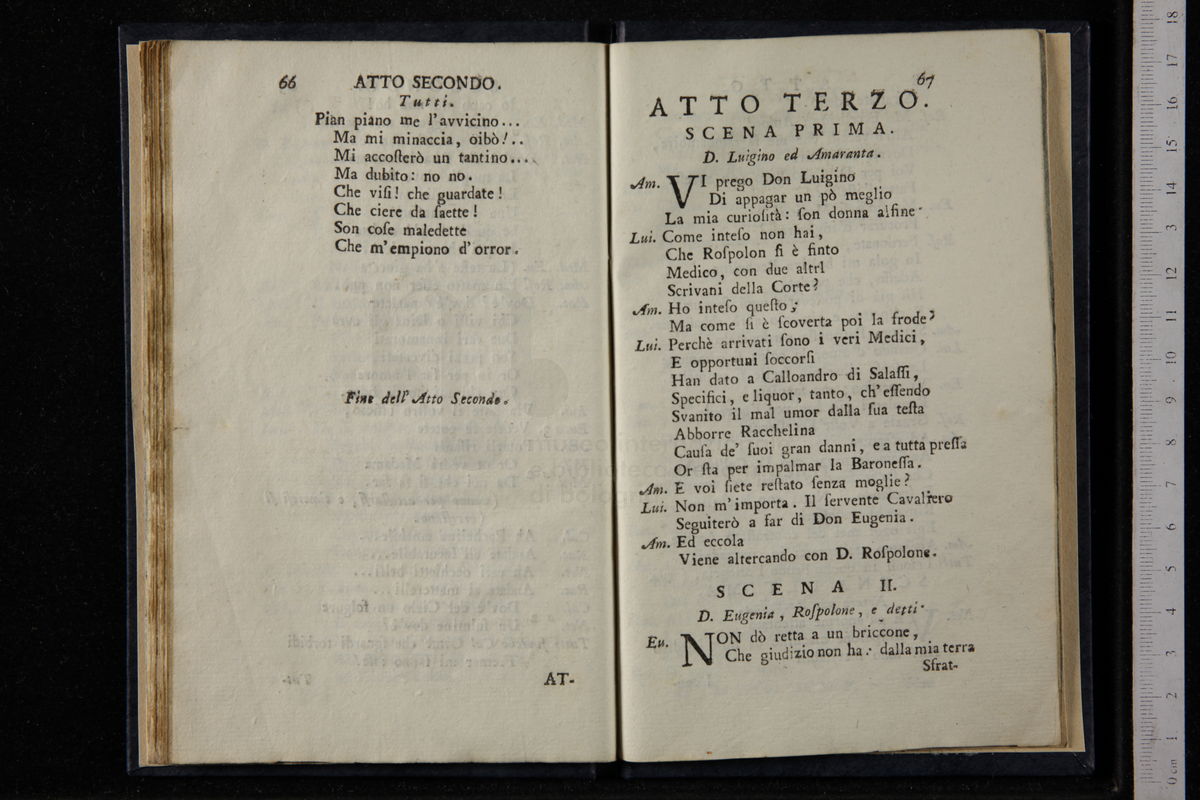 66 ATTO SECONDO.
Tutti.
Pian piano me l'avvicino...
Ma mi minaccia, oibò!..
Mi accoſterò un tantino....
Ma dubito: no no.
Che viſi! che guardate!
Che ciere da ſaette!
Son coſe maledette
Che m'empiono d'orror.
Fine dell'Atto Secondo.
AT-
67
ATTO TERZO.
SCENA PRIMA.
D. Luigino ed Amaranta.
Am. VI prego Don Luigino
Di appagar un pò meglio
La mia curioſità: ſon donna alfine.
Lui. Come inteſo non hai,
Che Roſpolon ſi è finto
Medico, con due altrI
Scrivani della Corte?
Am. Ho inteſo queſto;
Ma come ſi è ſcoverta poi la frode?
Lui. Perchè arrivati ſono i veri Medici,
E opportuni ſoccorſi
Han dato a Calloandro di Salaſſi,
Specifici, e liquor, tanto, ch'eſſendo
Svanito il mal umor dalla ſua teſta
Abborre Racchelina
Cauſa de' ſuoi gran danni, e a tutta preſſa
Or ſta per impalmar la Baroneſſa.
Am. E voi ſiete reſtato ſenza moglie?
Lui. Non m'importa. Il ſervente Cavaliero
Seguiterò a far di Don Eugenia.
Am. Ed eccola
Viene altercando con D. Roſpolone.
SCENA II.
D. Eugenia, Roſpolone, e detti.
Eu. NON dò retta a un briccone,
Che giudizio non ha: dalla mia terra
Sfrat-